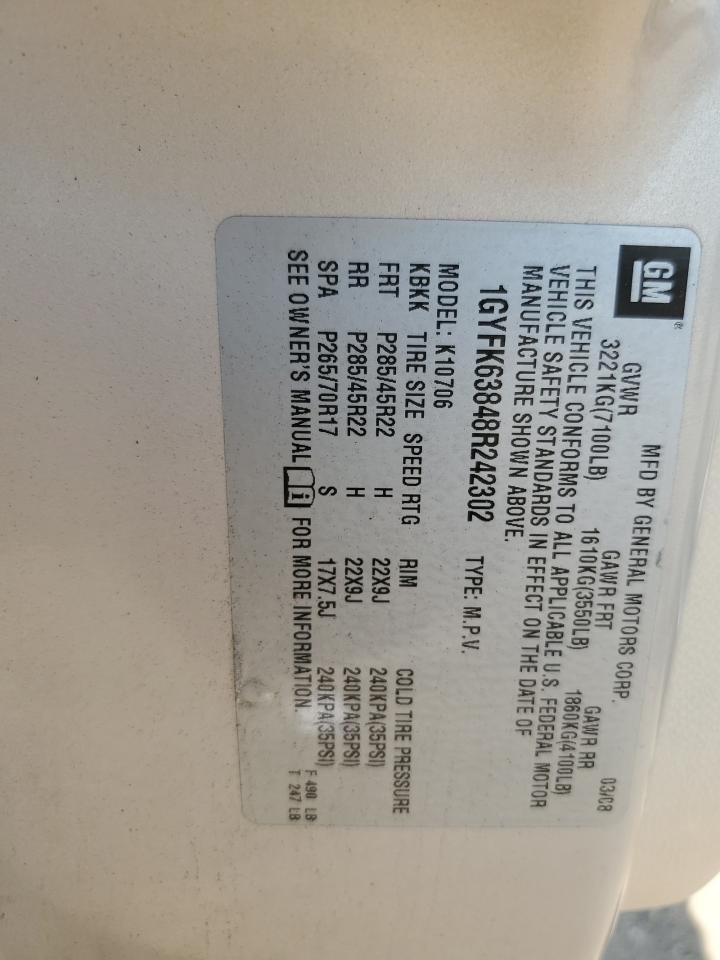 GM®
MFD BY GENERAL MOTORS CORP. 03/08
GVWR GAWR FRT GAWR RR
3221KG(7100LB) 1610KG(3550LB) 1860KG(4100LB)
THIS VEHICLE CONFORMS TO ALL APPLICABLE U.S. FEDERAL MOTOR
VEHICLE SAFETY STANDARDS IN EFFECT ON THE DATE OF
MANUFACTURE SHOWN ABOVE.
1GYFK63848R242302 TYPE: M.P.V.
MODEL: K10706
KBKK TIRE SIZE SPEED RTG RIM COLD TIRE PRESSURE
FRT P285/45R22 H 22X9J 240KPA(35PSI)
RR P285/45R22 H 22X9J 240KPA(35PSI)
SPA P265/70R17 S 17X7.5J 240KPA(35PSI)
SEE OWNER'S MANUAL i FOR MORE INFORMATION.
F 490 LB
T 247 LB